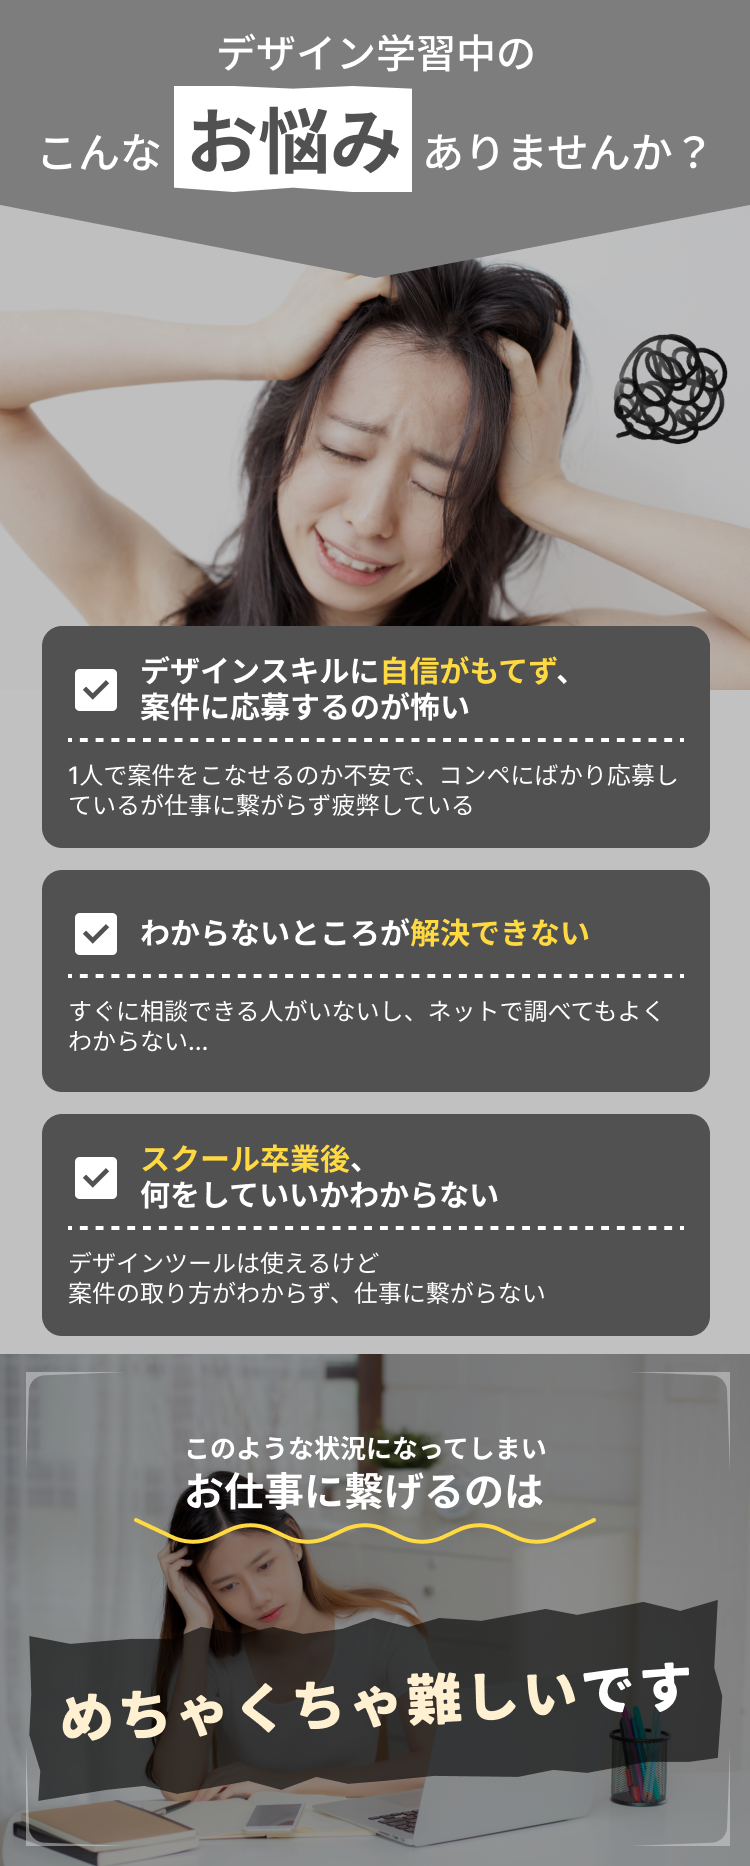 デザイン学習中の
こんな お悩み ありませんか？
デザインスキルに自信がもてず、
案件に応募するのが怖い
1人で案件をこなせるのか不安で、コンペにばかり応募し
ているが仕事に繋がらず疲弊している
わからないところが解決できない
すぐに相談できる人がいないし、ネットで調べてもよく
わからない...
スクール卒業後、
何をしていいかわからない
デザインツールは使えるけど
案件の取り方がわからず、仕事に繋がらない
このような状況になってしまい
お仕事に繋げるのは
めちゃくちゃ難しいです